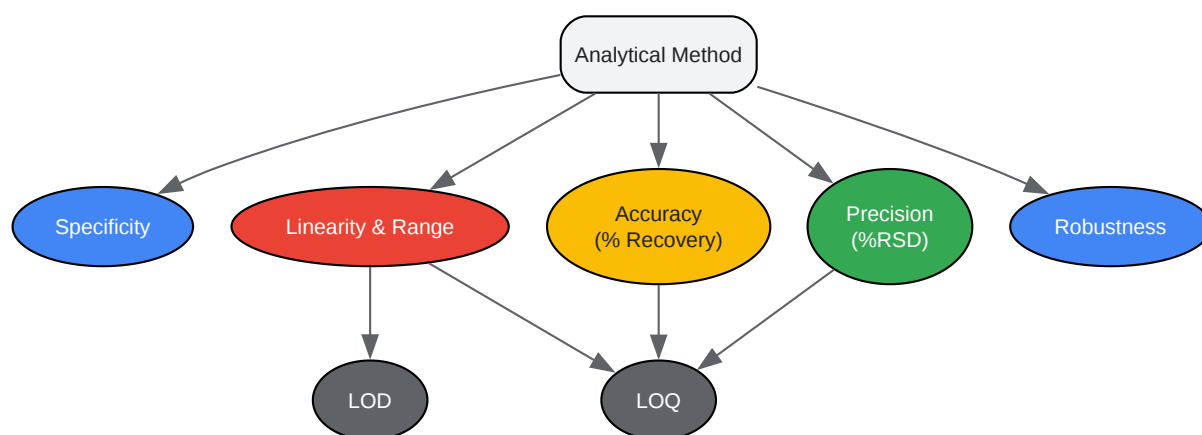 Analytical Method
Specificity
Linearity & Range
Accuracy
(% Recovery)
Precision
(%RSD)
Robustness
LOD
LOQ